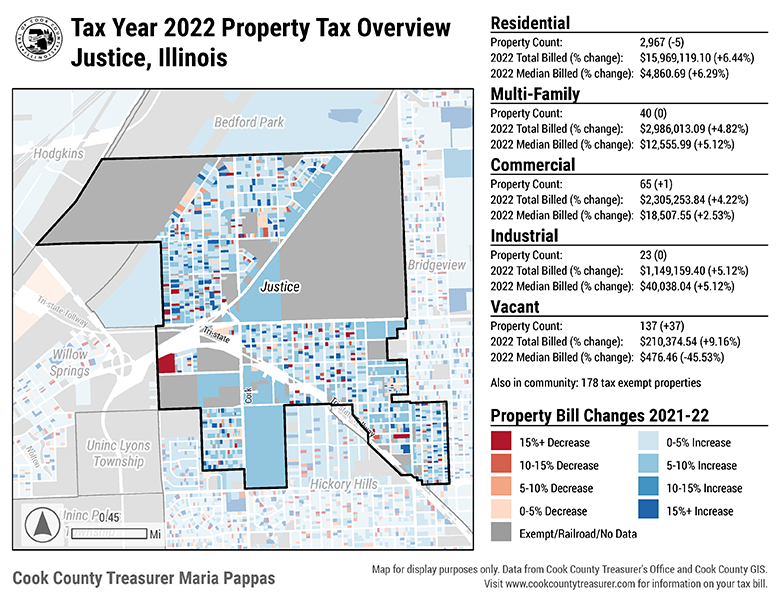 Tax Year 2022 Property Tax Overview
Justice, Illinois
Bedford Park
Hodgkins
Bridgeview
Justice
Tri-state Tollway
Tri-state
Willow
Springs
Cork
Uninc Lyons
Township
Hickory Hills
0.45
Mi
Residential
Property Count: 2,967 (-5)
2022 Total Billed (% change): $15,969,119.10 (+6.44%)
2022 Median Billed (% change): $4,860.69 (+6.29%)
Multi-Family
Property Count: 40 (0)
2022 Total Billed (% change): $2,986,013.09 (+4.82%)
2022 Median Billed (% change): $12,555.99 (+5.12%)
Commercial
Property Count: 65 (+1)
2022 Total Billed (% change): $2,305,253.84 (+4.22%)
2022 Median Billed (% change): $18,507.55 (+2.53%)
Industrial
Property Count: 23 (0)
2022 Total Billed (% change): $1,149,159.40 (+5.12%)
2022 Median Billed (% change): $40,038.04 (+5.12%)
Vacant
Property Count: 137 (+37)
2022 Total Billed (% change): $210,374.54 (+9.16%)
2022 Median Billed (% change): $476.46 (-45.53%)
Also in community: 178 tax exempt properties
Property Bill Changes 2021-22
15%+ Decrease
10-15% Decrease
5-10% Decrease
0-5% Decrease
0-5% Increase
5-10% Increase
10-15% Increase
15%+ Increase
Exempt/Railroad/No Data
Cook County Treasurer Maria Pappas
Map for display purposes only. Data from Cook County Treasurer's Office and Cook County GIS.
Visit www.cookcountytreasurer.com for information on your tax bill.